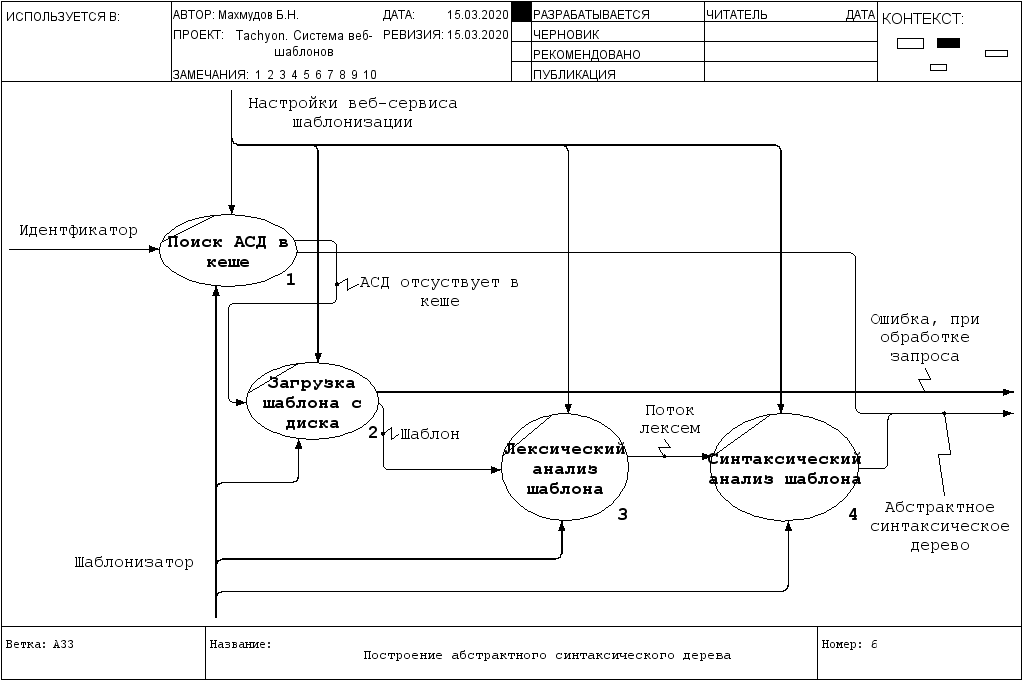 ИСПОЛЬЗУЕТСЯ В:
АВТОР: Махмудов Б.Н.
ДАТА: 15.03.2020
ПРОЕКТ: Tachyon. Система веб-
шаблонов
РЕВИЗИЯ: 15.03.2020
ЗАМЕЧАНИЯ: 1 2 3 4 5 6 7 8 9 10
РАЗРАБАТЫВАЕТСЯ
ЧЕРНОВИК
РЕКОМЕНДОВАНО
ПУБЛИКАЦИЯ
ЧИТАТЕЛЬ ДАТА
КОНТЕКСТ:
Настройки веб-сервиса
шаблонизации
Идентфикатор
Поиск АСД в
кеше
1
АСД отсуствует в
кеше
Ошибка, при
обработке
запроса
Загрузка
шаблона с
диска
2
Шаблон
Поток
лексем
Лексический
анализ
шаблона
3
Синтаксический
анализ шаблона
4
Абстрактное
синтаксическое
дерево
Шаблонизатор
Ветка: А33
Название:
Построение абстрактного синтаксического дерева
Номер: 6